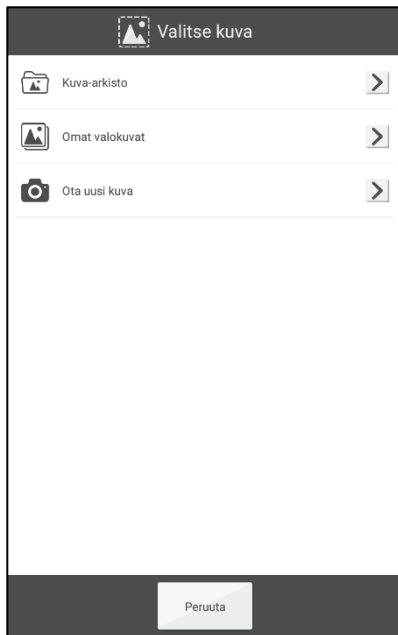 Valitse kuva
Kuva-arkisto
Omat valokuvat
Ota uusi kuva
Peruuta